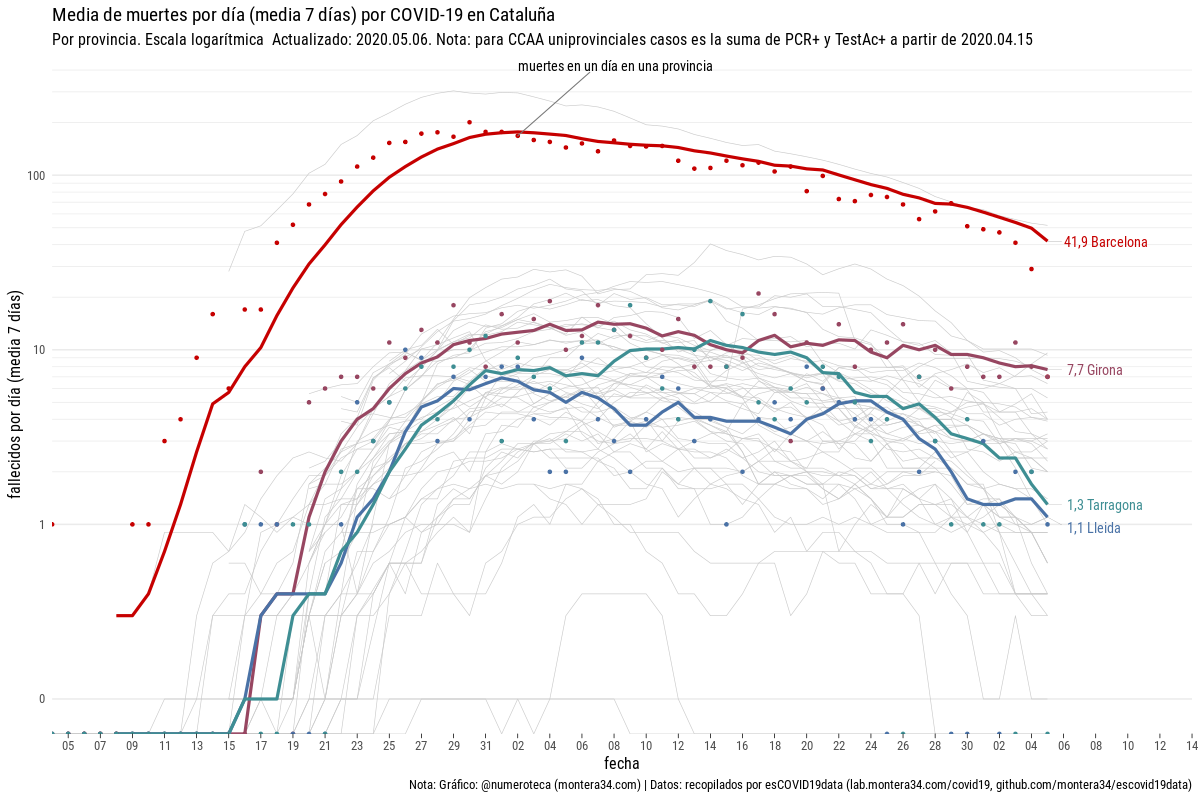 Media de muertes por día (media 7 días) por COVID-19 en Cataluña
Por provincia. Escala logarítmica  Actualizado: 2020.05.06. Nota: para CCAA uniprovinciales casos es la suma de PCR+ y TestAc+ a partir de 2020.04.15
muertes en un día en una provincia
fallecidos por día (media  7 días)
100
10
1
0
41,9 Barcelona
7,7 Girona
1,3 Tarragona
1,1 Lleida
05 07 09 11 13 15 17 19 21 23 25 27 29 31 02 04 06 08 10 12 14 16 18 20 22 24 26 28 30 02 04 06 08 10 12 14
fecha
Nota: Gráfico: @numeroteca (montera34.com) | Datos: recopilados por esCOVID19data (lab.montera34.com/covid19, github.com/montera34/escovid19data)